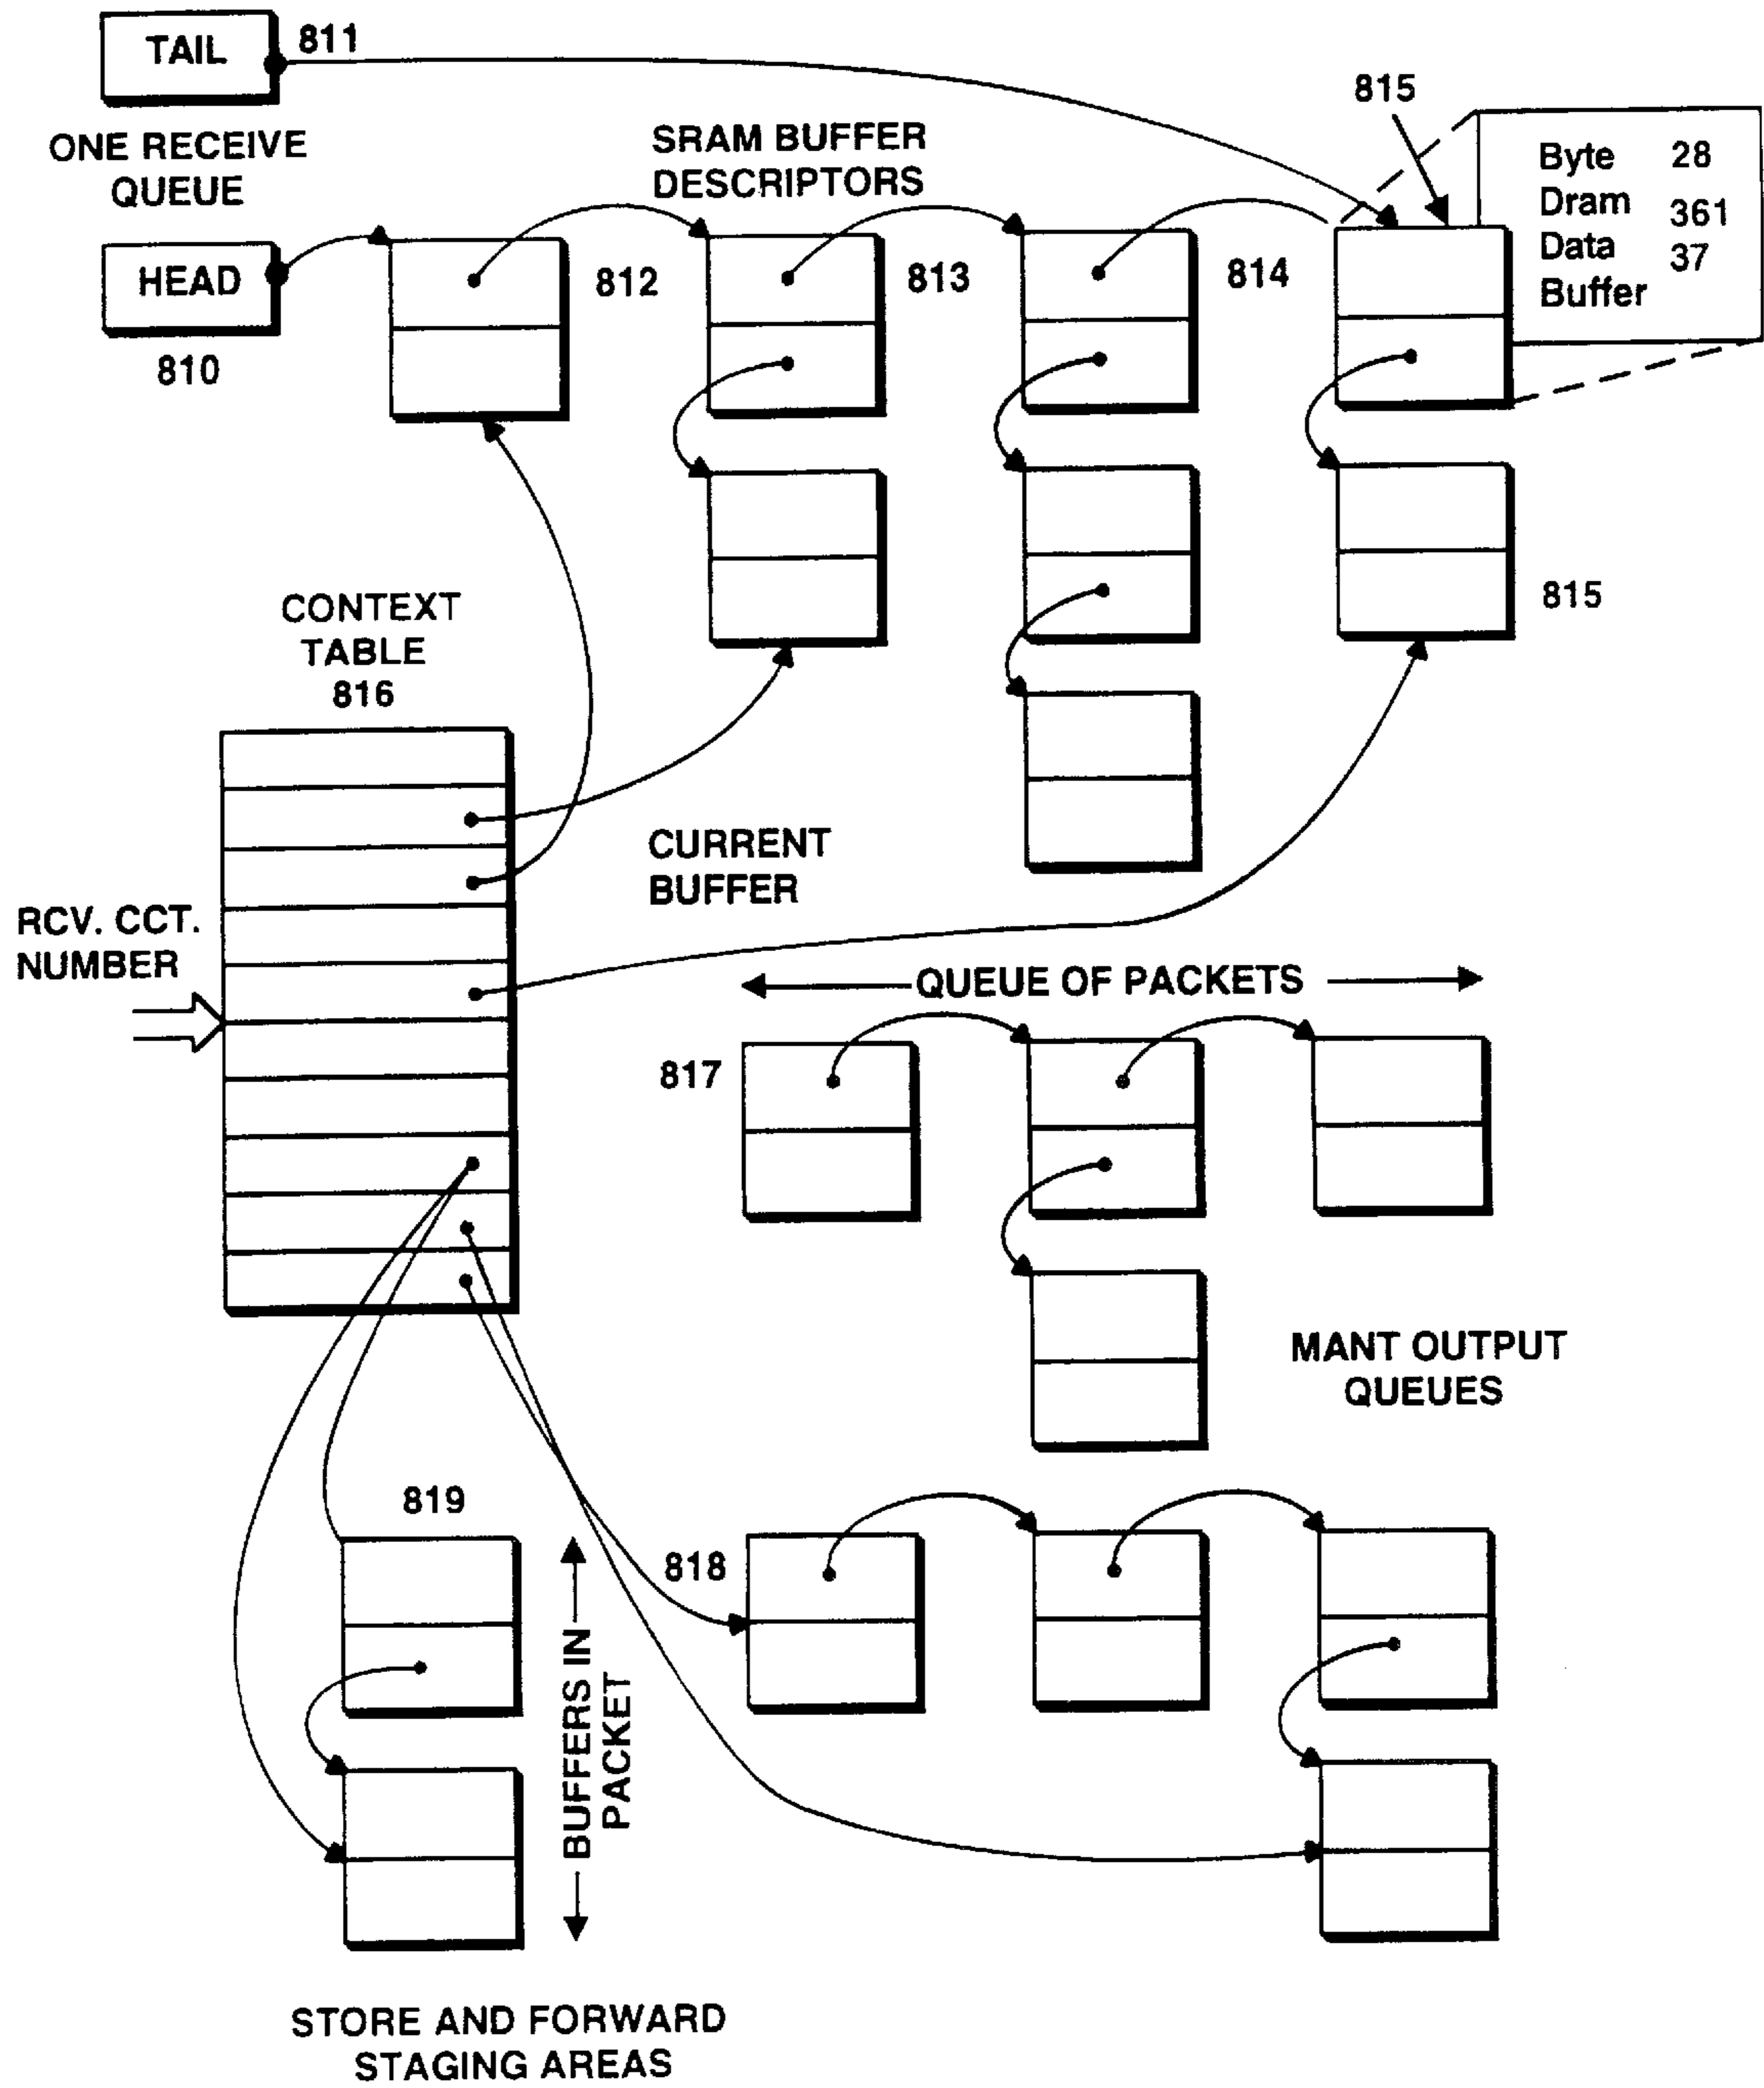 TAIL
811
815
Byte 28
Dram 361
Data 37
Buffer
ONE RECEIVE
QUEUE
SRAM BUFFER
DESCRIPTORS
HEAD
810
812
813
814
815
CONTEXT
TABLE
816
CURRENT
BUFFER
RCV. CCT.
NUMBER
QUEUE OF PACKETS
817
MANT OUTPUT
QUEUES
819
818
BUFFERS IN
PACKET
STORE AND FORWARD
STAGING AREAS